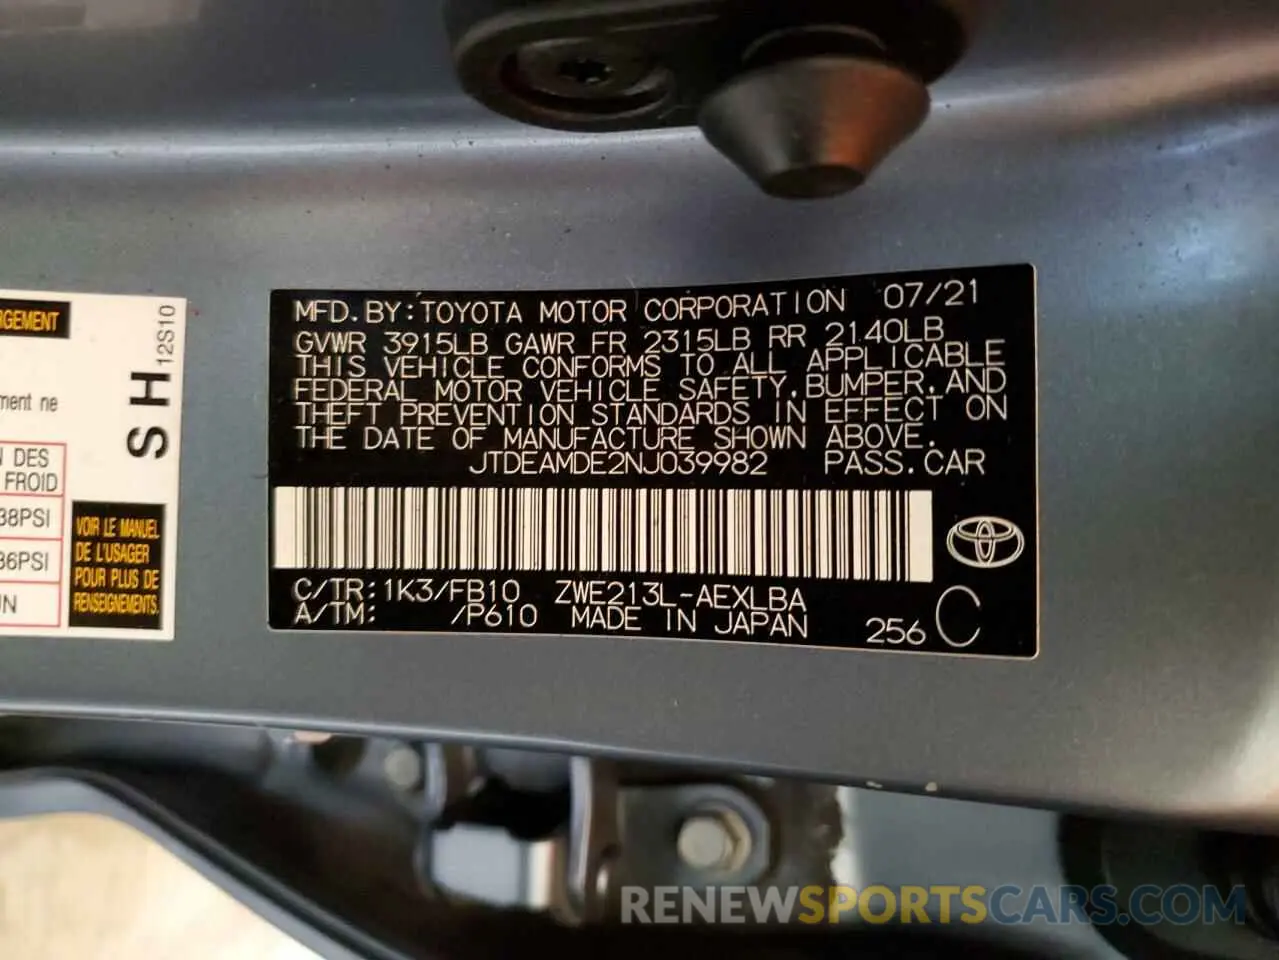 RGEMENT
ment ne
N DES
FROID
38PSI
36PSI
UN
S H 12S10
VOIR LE MANUEL
DE L'USAGER
POUR PLUS DE
RENSEIGNEMENTS.
MFD.BY:TOYOTA MOTOR CORPORATION 07/21
GVWR 3915LB GAWR FR 2315LB RR 2140LB
THIS VEHICLE CONFORMS TO ALL APPLICABLE
FEDERAL MOTOR VEHICLE SAFETY,BUMPER,AND
THEFT PREVENTION STANDARDS IN EFFECT ON
THE DATE OF MANUFACTURE SHOWN ABOVE.
JTDEAMDE2NJ039982 PASS.CAR
C/TR:1K3/FB10 ZWE213L-AEXLBA
A/TM: /P610 MADE IN JAPAN 256 C
RENEWSPORTSCARS.COM